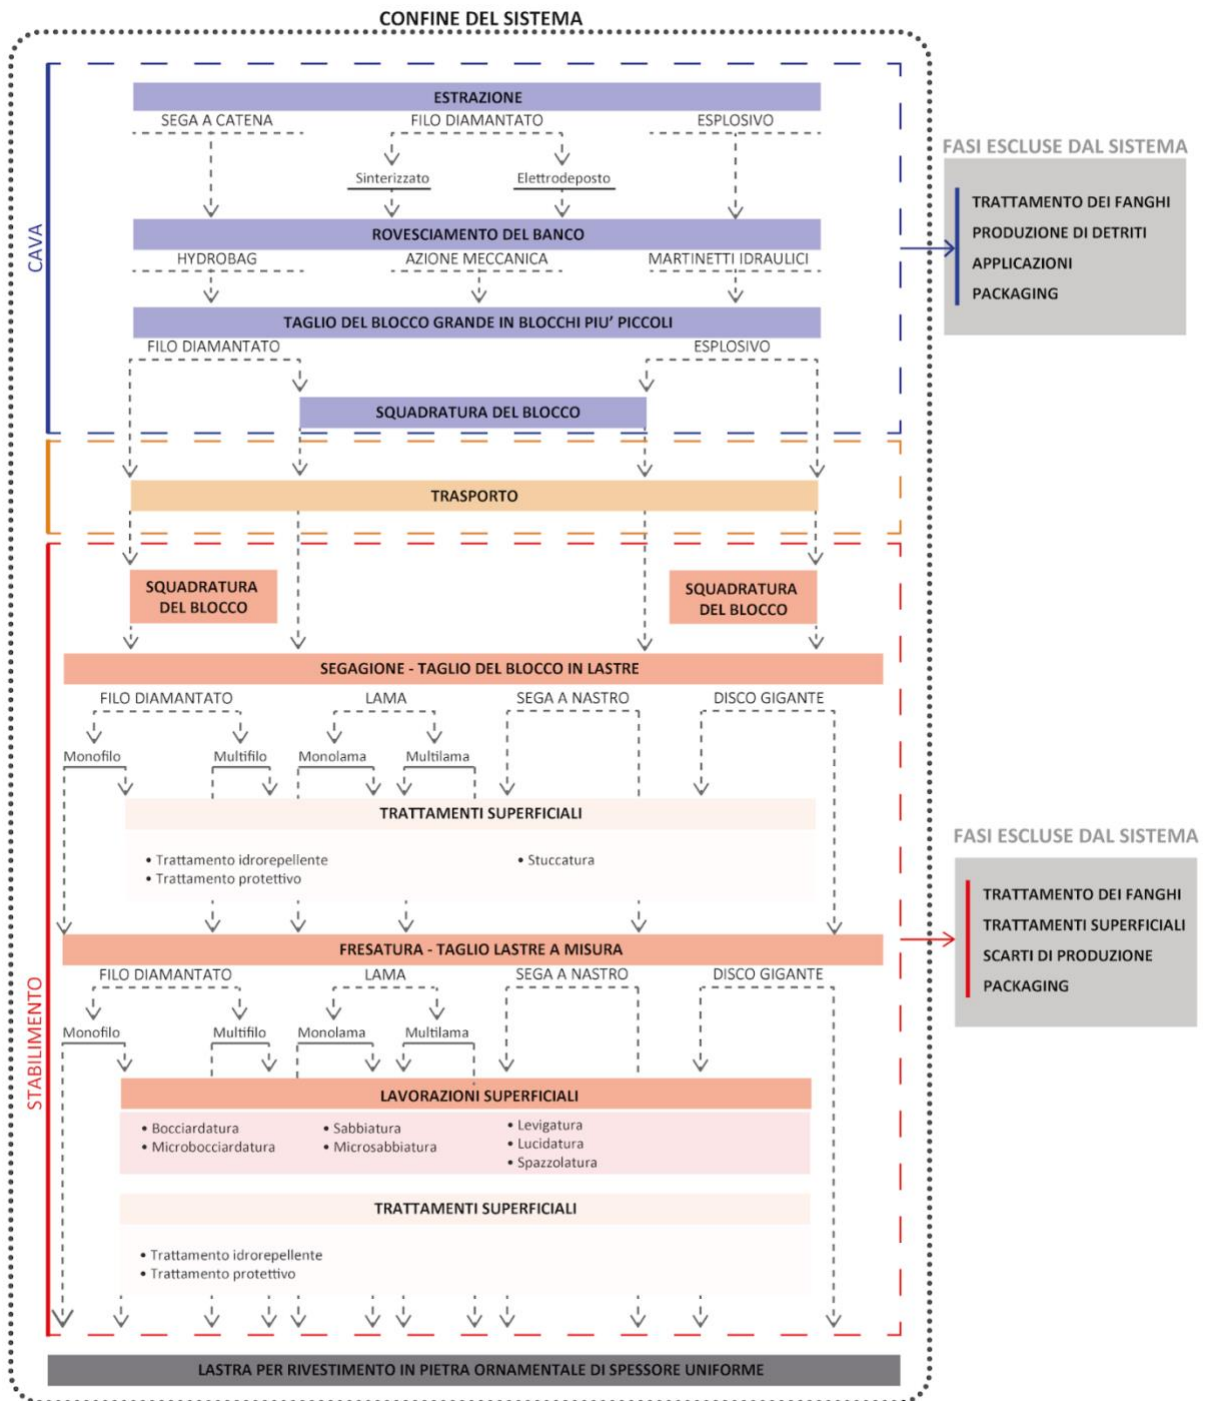 CONFINE DEL SISTEMA
CAVA
ESTRAZIONE
SEGA A CATENA
FILO DIAMANTATO
ESPLOSIVO
Sinterizzato
Elettrodeposto
ROVESCIAMENTO DEL BANCO
HYDROBAG
AZIONE MECCANICA
MARTINETTI IDRAULICI
TAGLIO DEL BLOCCO GRANDE IN BLOCCHI PIU’ PICCOLI
FILO DIAMANTATO
ESPLOSIVO
SQUADRATURA DEL BLOCCO
FASI ESCLUSE DAL SISTEMA
TRATTAMENTO DEI FANGHI
PRODUZIONE DI DETRITI
APPLICAZIONI
PACKAGING
TRASPORTO
STABILIMENTO
SQUADRATURA
DEL BLOCCO
SQUADRATURA
DEL BLOCCO
SEGAGIONE - TAGLIO DEL BLOCCO IN LASTRE
FILO DIAMANTATO
LAMA
SEGA A NASTRO
DISCO GIGANTE
Monofilo
Multifilo
Monolama
Multilama
TRATTAMENTI SUPERFICIALI
• Trattamento idrorepellente
• Trattamento protettivo
• Stuccatura
FRESATURA - TAGLIO LASTRE A MISURA
FILO DIAMANTATO
LAMA
SEGA A NASTRO
DISCO GIGANTE
Monofilo
Multifilo
Monolama
Multilama
LAVORAZIONI SUPERFICIALI
• Bocciardatura
• Microbocciardatura
• Sabbiatura
• Microsabbiatura
• Levigatura
• Lucidatura
• Spazzolatura
TRATTAMENTI SUPERFICIALI
• Trattamento idrorepellente
• Trattamento protettivo
FASI ESCLUSE DAL SISTEMA
TRATTAMENTO DEI FANGHI
TRATTAMENTI SUPERFICIALI
SCARTI DI PRODUZIONE
PACKAGING
LASTRA PER RIVESTIMENTO IN PIETRA ORNAMENTALE DI SPESSORE UNIFORME